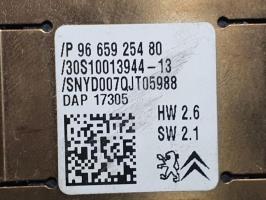 /P 96 659 254 80
/30S10013944-13
/SNYD007QJT05988
DAP 17305
HW 2.6
SW 2.1